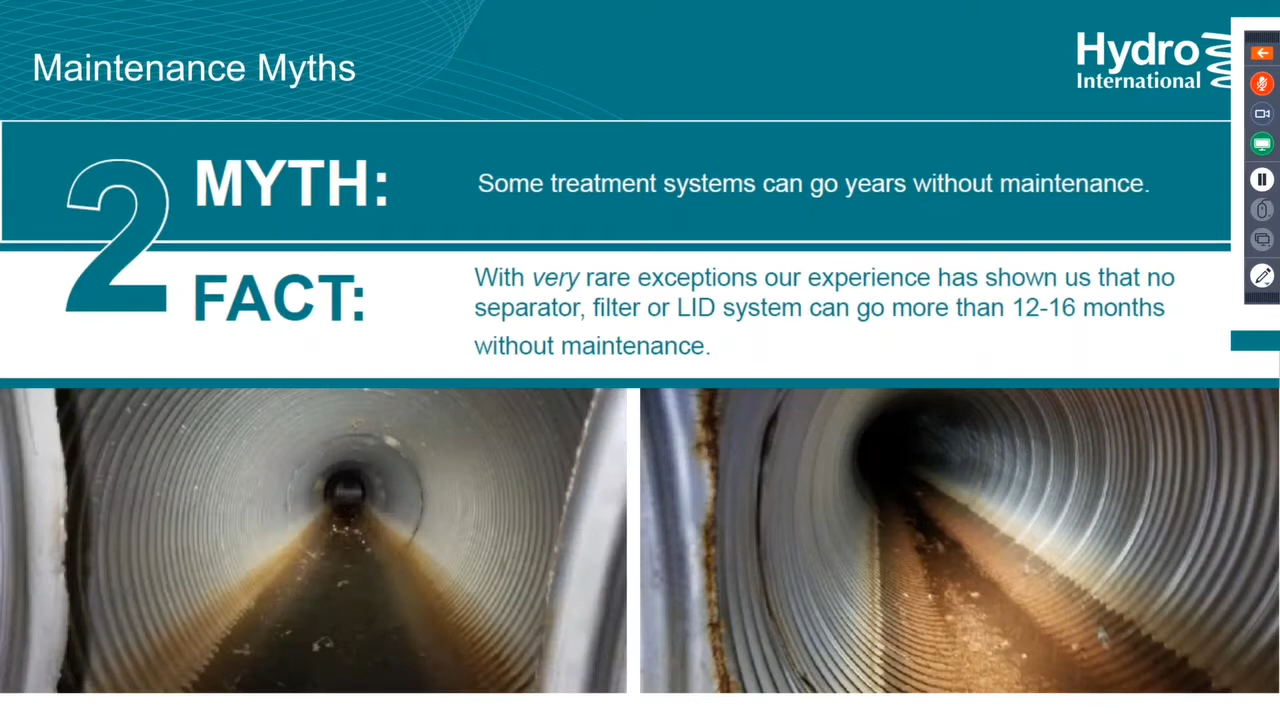 Maintenance Myths
Hydro
International
2
MYTH:
Some treatment systems can go years without maintenance.
FACT:
With very rare exceptions our experience has shown us that no
separator, filter or LID system can go more than 12-16 months
without maintenance.